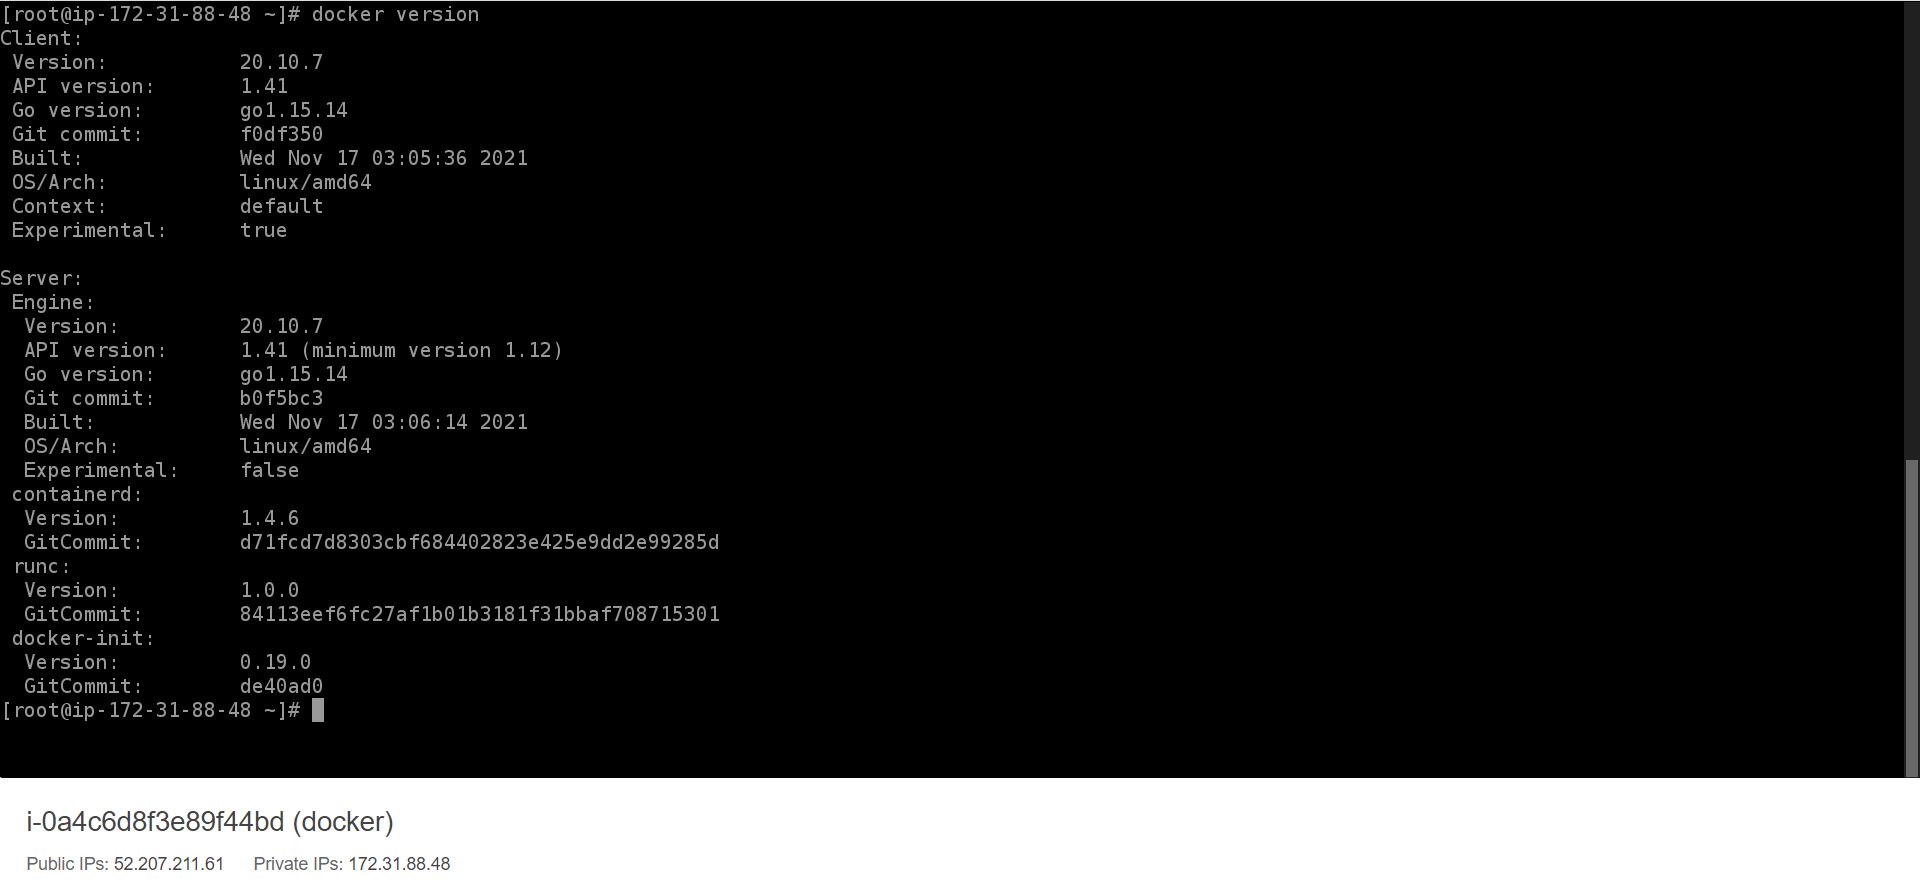 [root@ip-172-31-88-48 ~]# docker version
Client:
 Version:           20.10.7
 API version:       1.41
 Go version:        go1.15.14
 Git commit:        f0df350
 Built:             Wed Nov 17 03:05:36 2021
 OS/Arch:           linux/amd64
 Context:           default
 Experimental:      true

Server:
 Engine:
  Version:          20.10.7
  API version:      1.41 (minimum version 1.12)
  Go version:       go1.15.14
  Git commit:       b0f5bc3
  Built:            Wed Nov 17 03:06:14 2021
  OS/Arch:          linux/amd64
  Experimental:     false
 containerd:
  Version:          1.4.6
  GitCommit:        d71fcd7d8303cbf684402823e425e9dd2e99285d
 runc:
  Version:          1.0.0
  GitCommit:        84113eef6fc27af1b01b3181f31bbaf708715301
 docker-init:
  Version:          0.19.0
  GitCommit:        de40ad0
[root@ip-172-31-88-48 ~]#
i-0a4c6d8f3e89f44bd (docker)
Public IPs: 52.207.211.61 Private IPs: 172.31.88.48